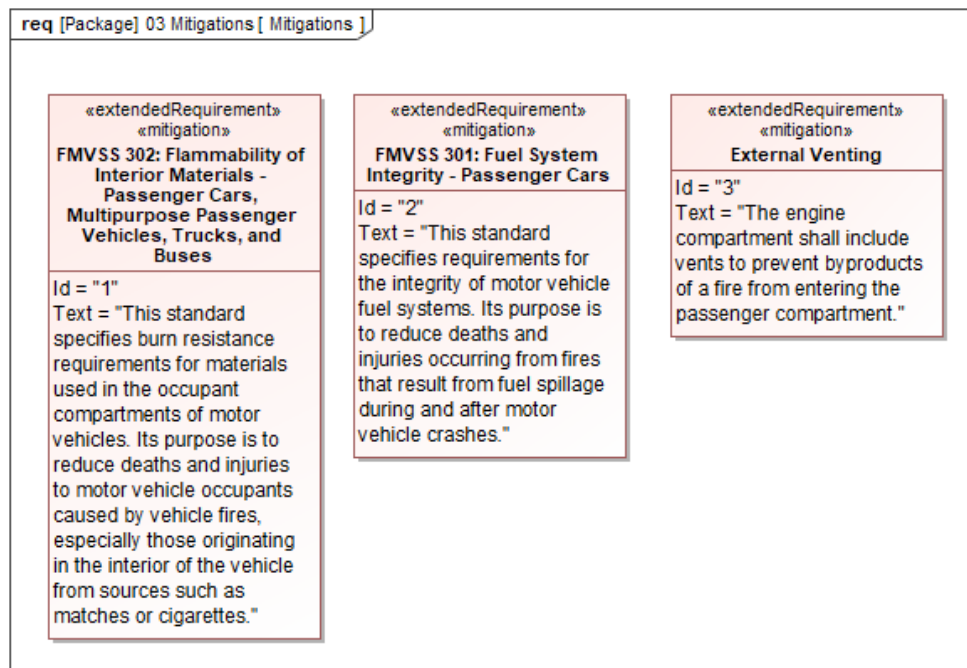 req [Package] 03 Mitigations [ Mitigations ]
«extendedRequirement»
«mitigation»
FMVSS 302: Flammability of
Interior Materials -
Passenger Cars,
Multipurpose Passenger
Vehicles, Trucks, and
Buses
Id = "1"
Text = "This standard
specifies burn resistance
requirements for materials
used in the occupant
compartments of motor
vehicles. Its purpose is to
reduce deaths and injuries
to motor vehicle occupants
caused by vehicle fires,
especially those originating
in the interior of the vehicle
from sources such as
matches or cigarettes."
«extendedRequirement»
«mitigation»
FMVSS 301: Fuel System
Integrity - Passenger Cars
Id = "2"
Text = "This standard
specifies requirements for
the integrity of motor vehicle
fuel systems. Its purpose is
to reduce deaths and
injuries occurring from fires
that result from fuel spillage
during and after motor
vehicle crashes."
«extendedRequirement»
«mitigation»
External Venting
Id = "3"
Text = "The engine
compartment shall include
vents to prevent byproducts
of a fire from entering the
passenger compartment."